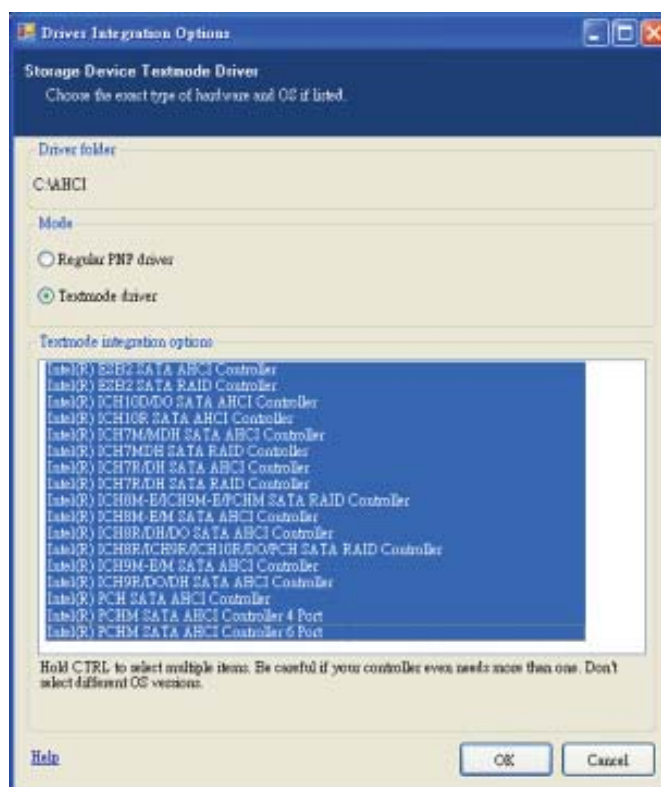 Driver Integration Options
Storage Device Textmode Driver
Choose the exact type of hardware and OS if listed.
Driver folder
C:\AHCI
Mode
Regular PNP driver
Textmode driver
Textmode integration options
Intel(R) ESB2 SATA AHCI Controller
Intel(R) ESB2 SATA RAID Controller
Intel(R) ICH10D/DO SATA AHCI Controller
Intel(R) ICH10R SATA AHCI Controller
Intel(R) ICH7M/MDH SATA AHCI Controller
Intel(R) ICH7MDH SATA RAID Controller
Intel(R) ICH7R/DH SATA AHCI Controller
Intel(R) ICH7R/DH SATA RAID Controller
Intel(R) ICH8M-E/ICH9M-E/PCHM SATA RAID Controller
Intel(R) ICH8M-E/M SATA AHCI Controller
Intel(R) ICH8R/DH/DO SATA AHCI Controller
Intel(R) ICH8R/ICH9R/ICH10R/DO/PCH SATA RAID Controller
Intel(R) ICH9M-E/M SATA AHCI Controller
Intel(R) ICH9R/DO/DH SATA AHCI Controller
Intel(R) PCH SATA AHCI Controller
Intel(R) PCHM SATA AHCI Controller 4 Port
Intel(R) PCHM SATA AHCI Controller 6 Port
Hold CTRL to select multiple items. Be careful if your controller even needs more than one. Don't
select different OS versions.
Help
OK
Cancel